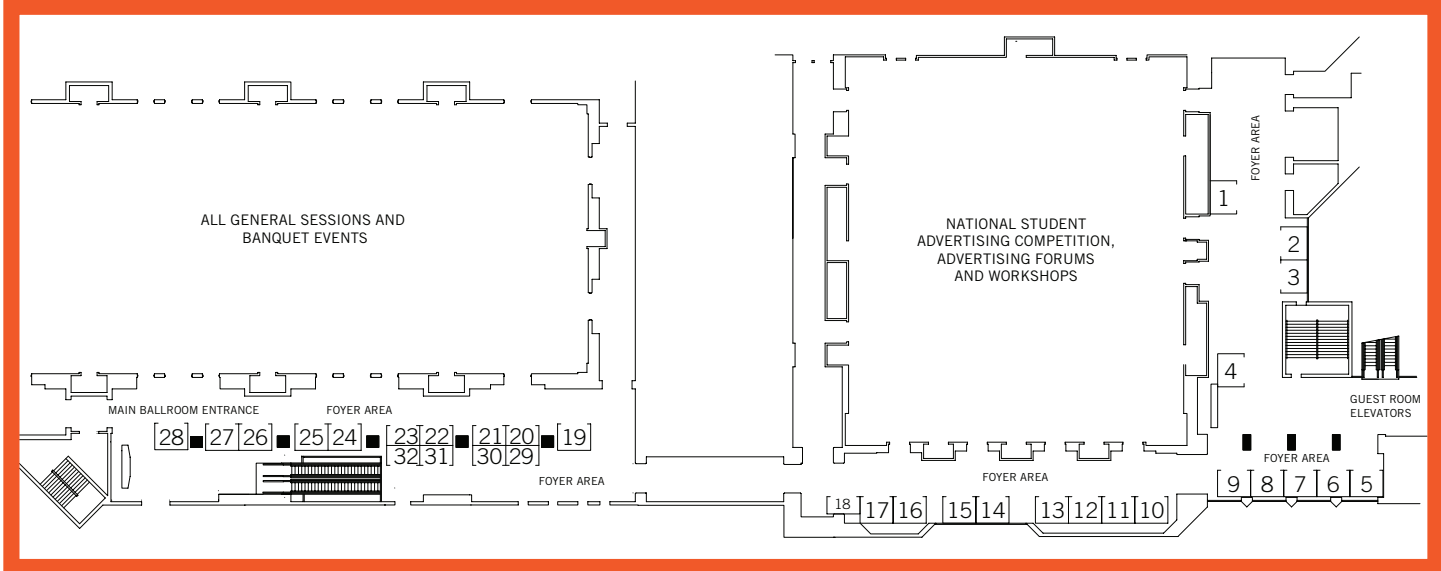 ALL GENERAL SESSIONS AND
BANQUET EVENTS
NATIONAL STUDENT
ADVERTISING COMPETITION,
ADVERTISING FORUMS
AND WORKSHOPS
FOYER AREA
1
2
3
4
GUEST ROOM
ELEVATORS
MAIN BALLROOM ENTRANCE
FOYER AREA
28 27 26 25 24 23 22 21 20 19
32 31 30 29
FOYER AREA
FOYER AREA
FOYER AREA
9 8 7 6 5
18 17 16 15 14 13 12 11 10